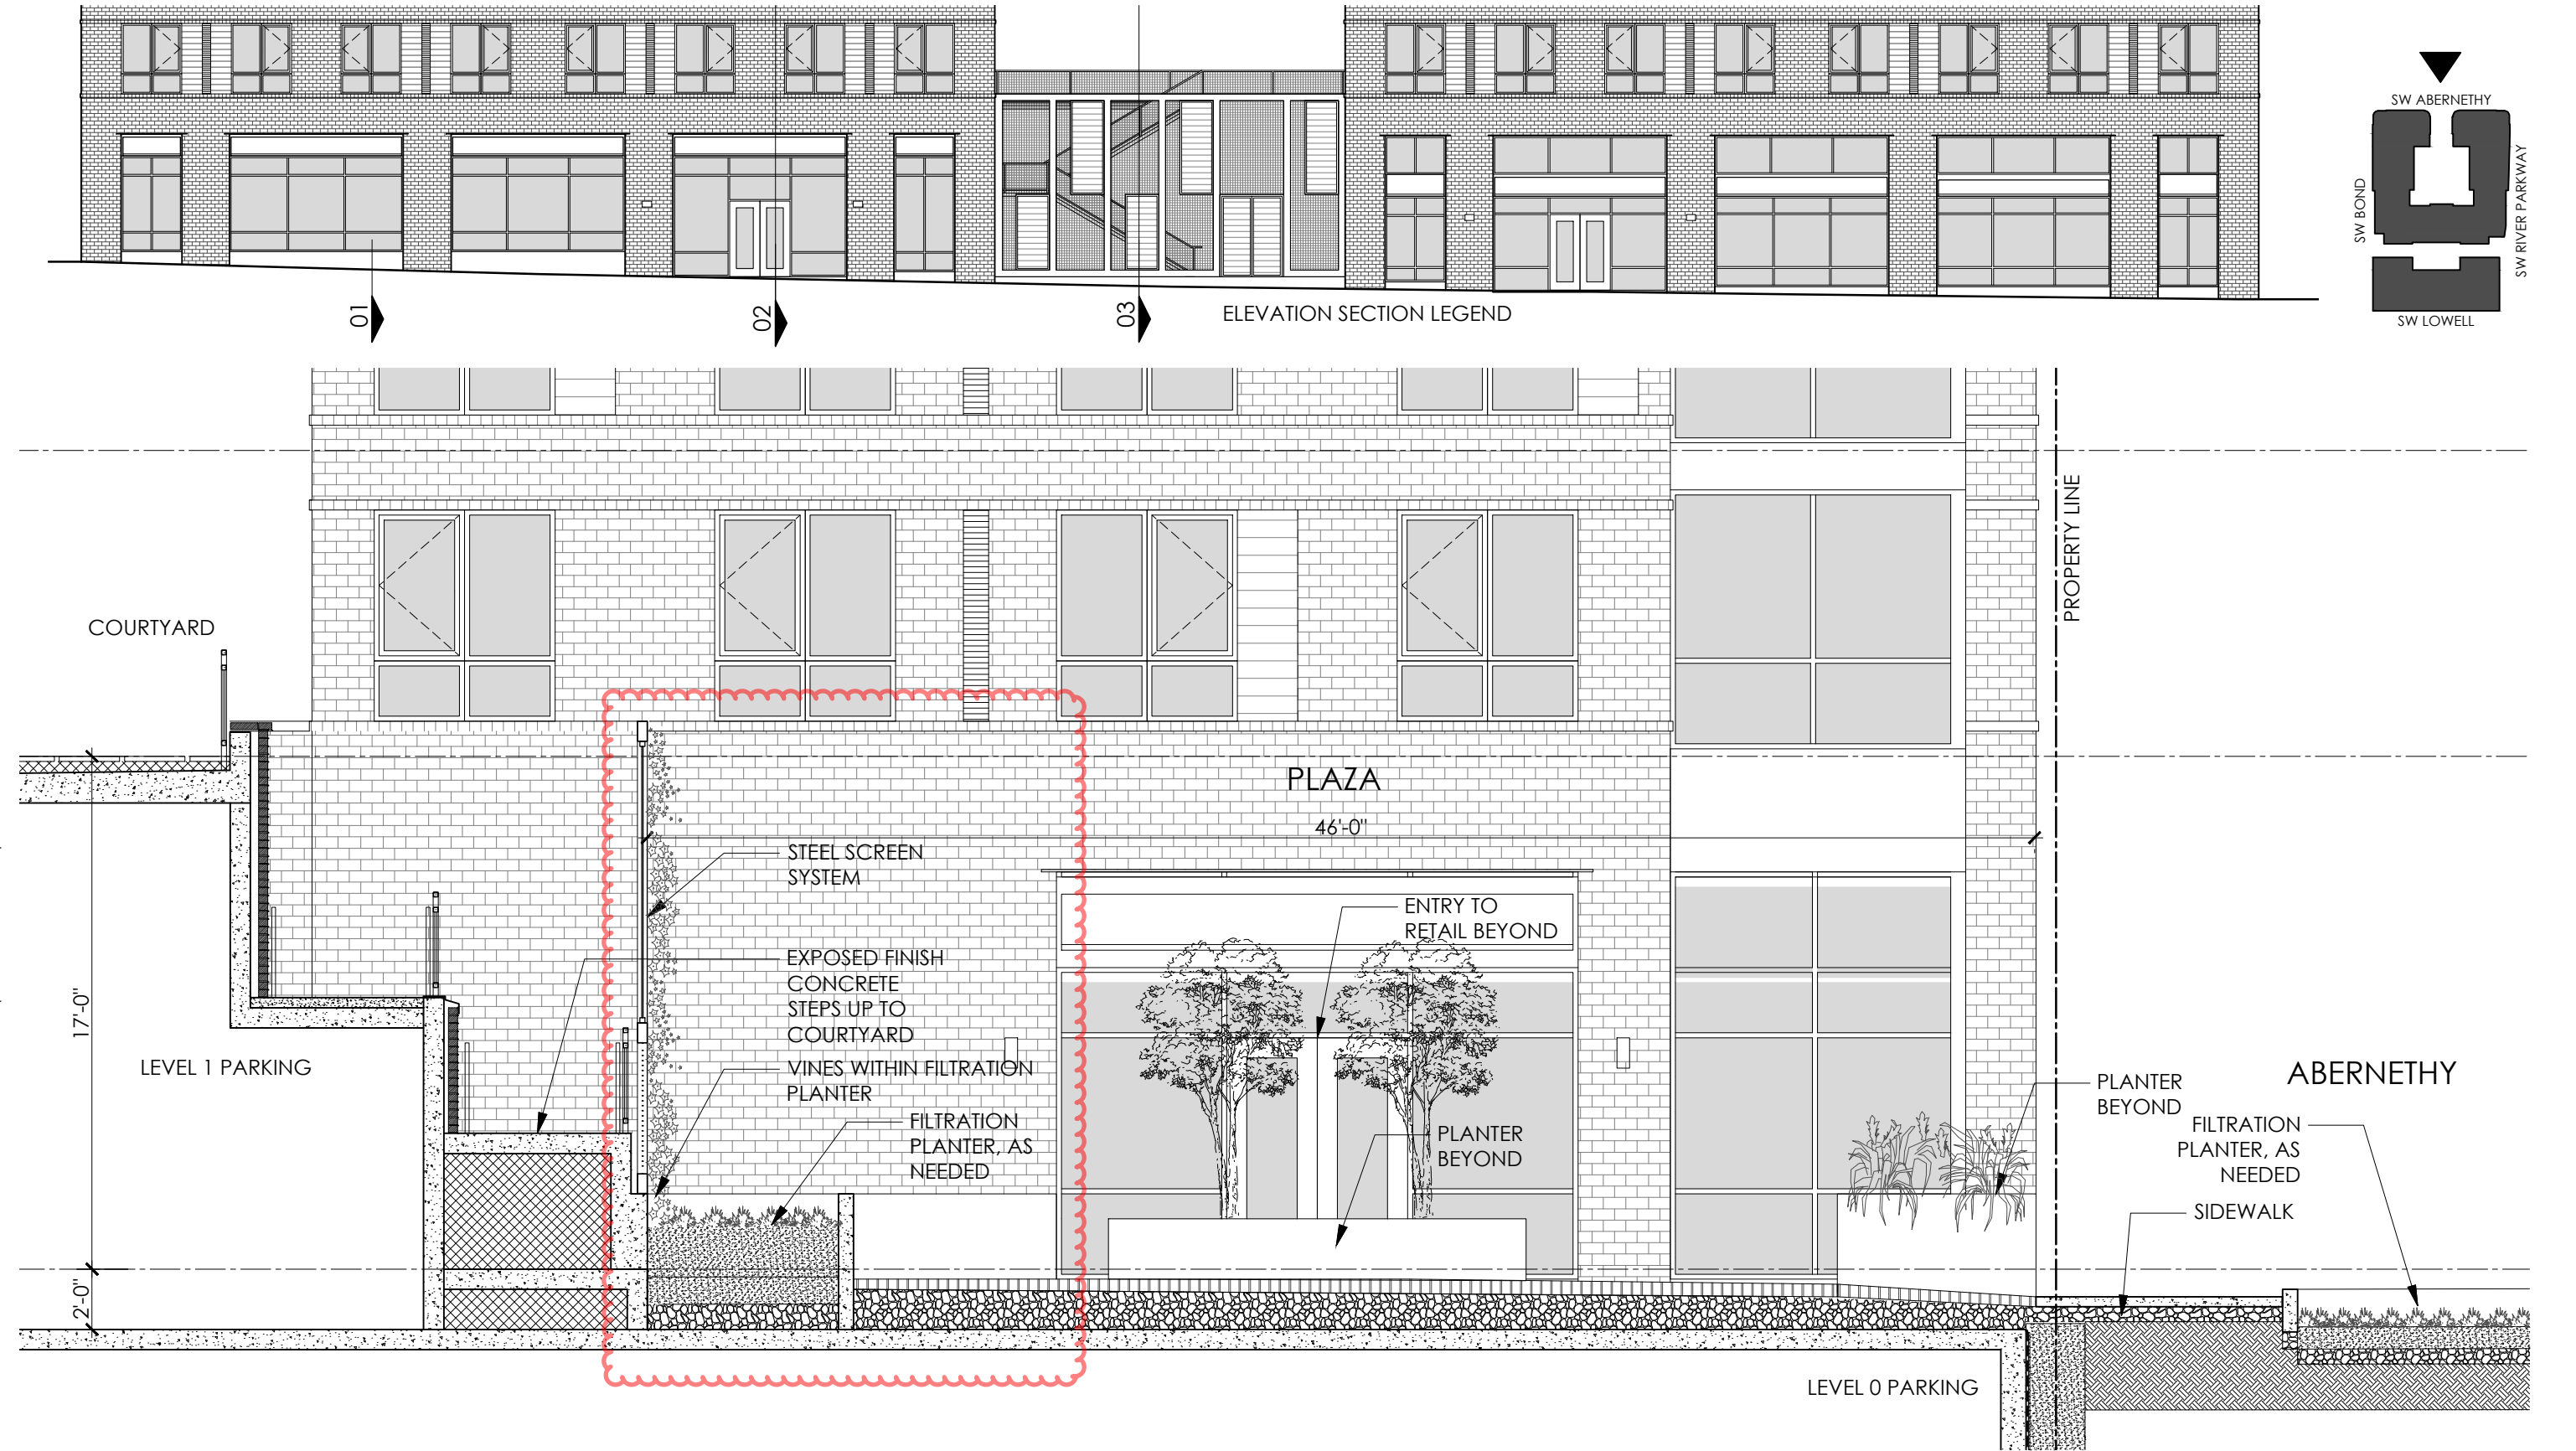 SW ABERNETHY
SW BOND
SW RIVER PARKWAY
SW LOWELL
01
02
03
ELEVATION SECTION LEGEND
PROPERTY LINE
COURTYARD
PLAZA
46'-0"
STEEL SCREEN
SYSTEM
ENTRY TO
RETAIL BEYOND
EXPOSED FINISH
CONCRETE
STEPS UP TO
COURTYARD
17'-0"
LEVEL 1 PARKING
VINES WITHIN FILTRATION
PLANTER
ABERNETHY
PLANTER
BEYOND
FILTRATION
PLANTER, AS
NEEDED
PLANTER
BEYOND
FILTRATION
PLANTER, AS
NEEDED
SIDEWALK
2'-0"
LEVEL 0 PARKING